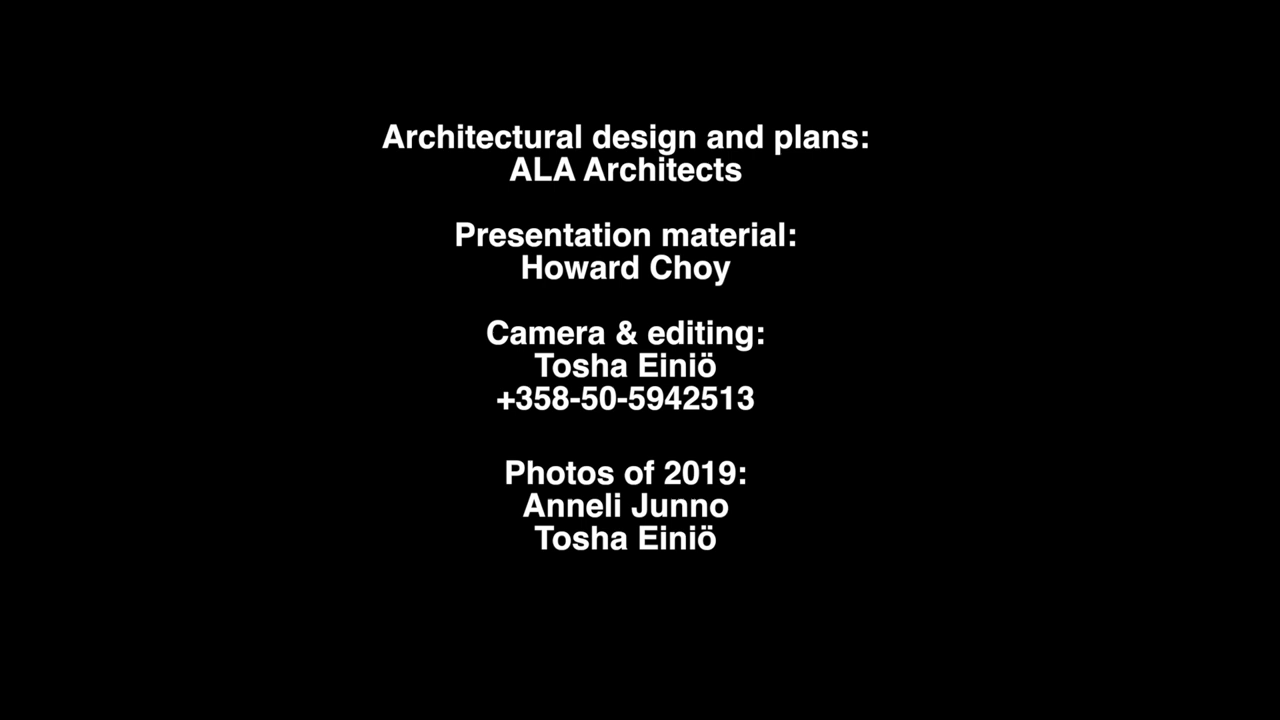 Architectural design and plans:
ALA Architects
Presentation material:
Howard Choy
Camera & editing:
Tosha Einiö
+358-50-5942513
Photos of 2019:
Anneli Junno
Tosha Einiö